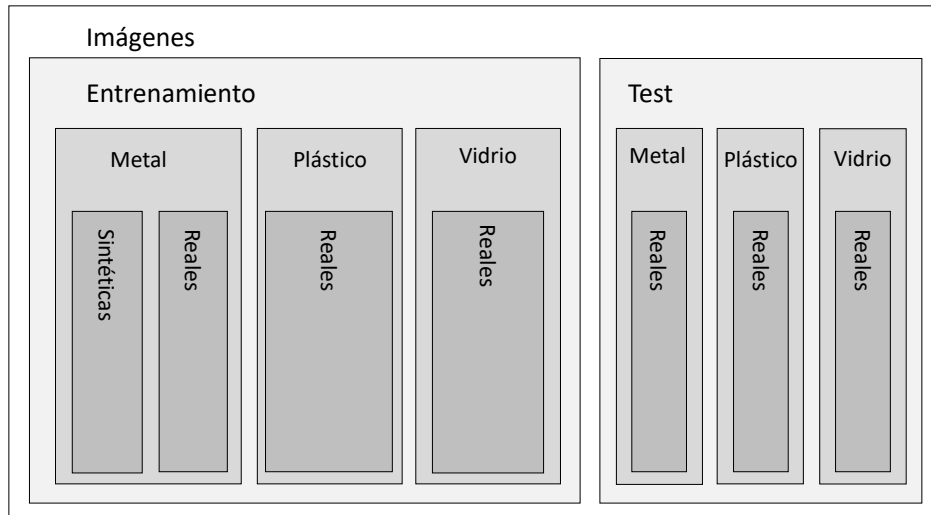 Imágenes
Entrenamiento
Test
Metal
Plástico
Vidrio
Metal
Plástico
Vidrio
Sintéticas
Reales
Reales
Reales
Reales
Reales
Reales